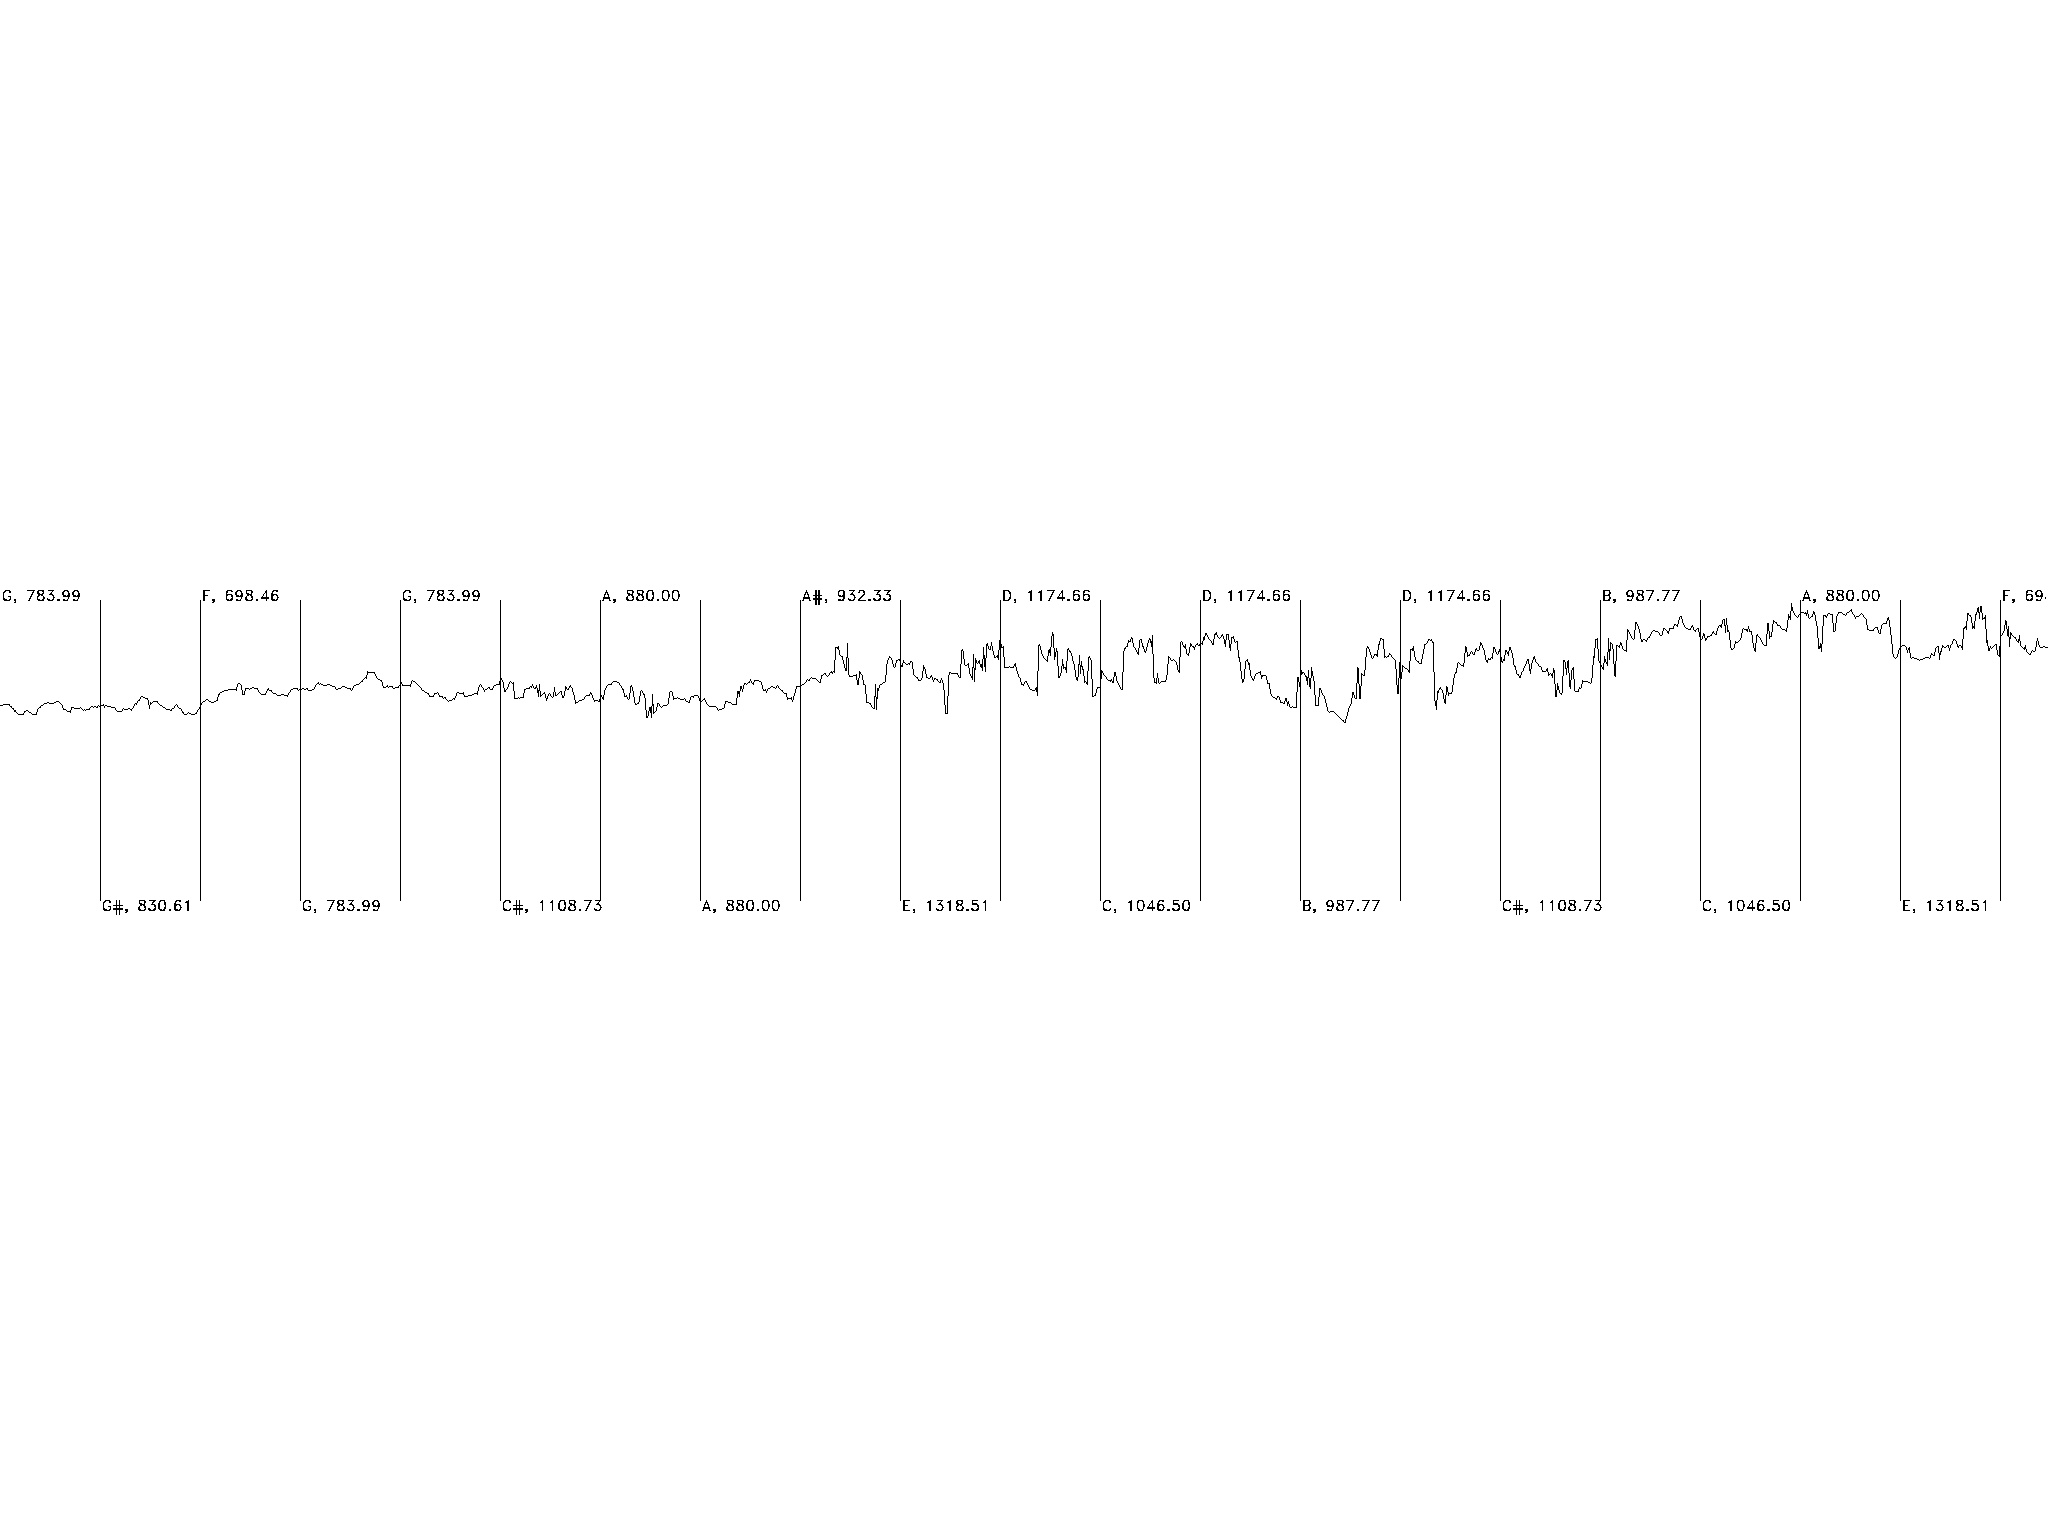 G, 783.99 F, 698.46 G, 783.99 A, 880.00 A#, 932.33 D, 1174.66 D, 1174.66 D, 1174.66 B, 987.77 A, 880.00 F,
G#, 830.61 G, 783.99 C#, 1108.73 A, 880.00 E, 1318.51 C, 1046.50 B, 987.77 C#, 1108.73 C, 1046.50 E, 1318.51